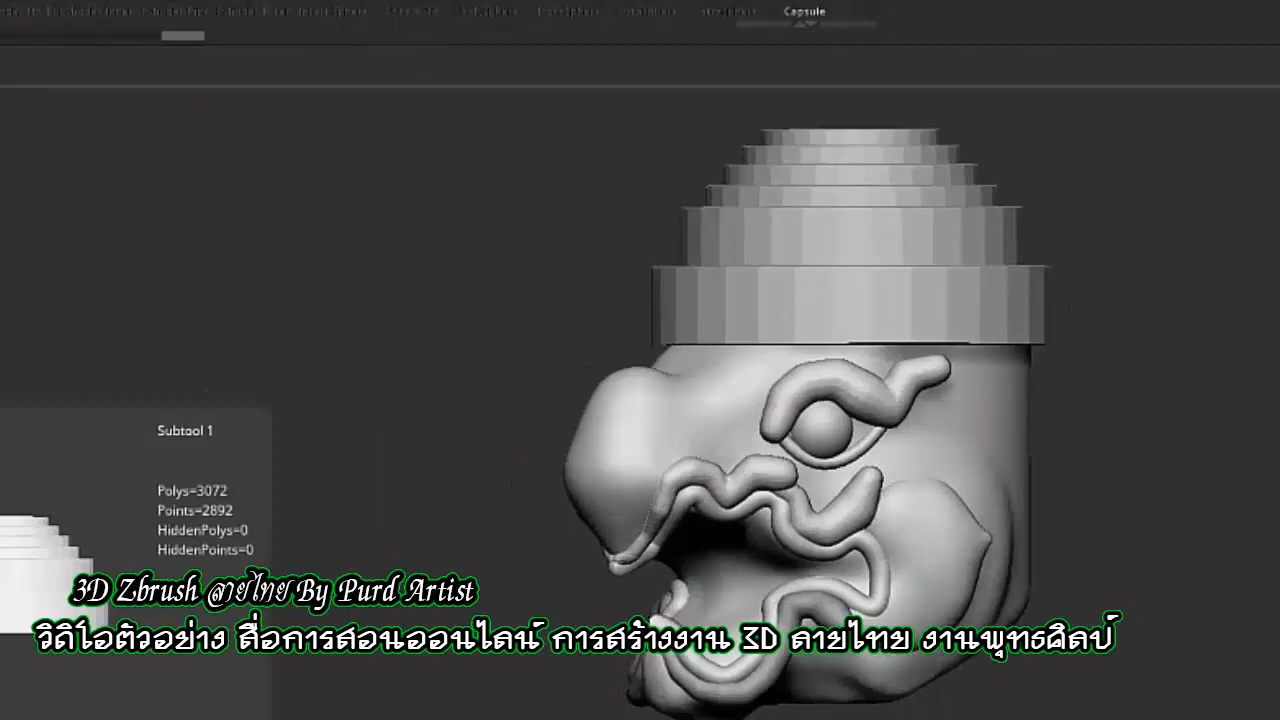 Capsule
Subtool 1
Polys=3072
Points=2892
HiddenPolys=0
HiddenPoints=0
3D Zbrush ลายไทย By Purd Artist
วิดีโอตัวอย่าง สื่อการสอนออนไลน์ การสร้างงาน 3D ลายไทย งานพุทธศิลป์